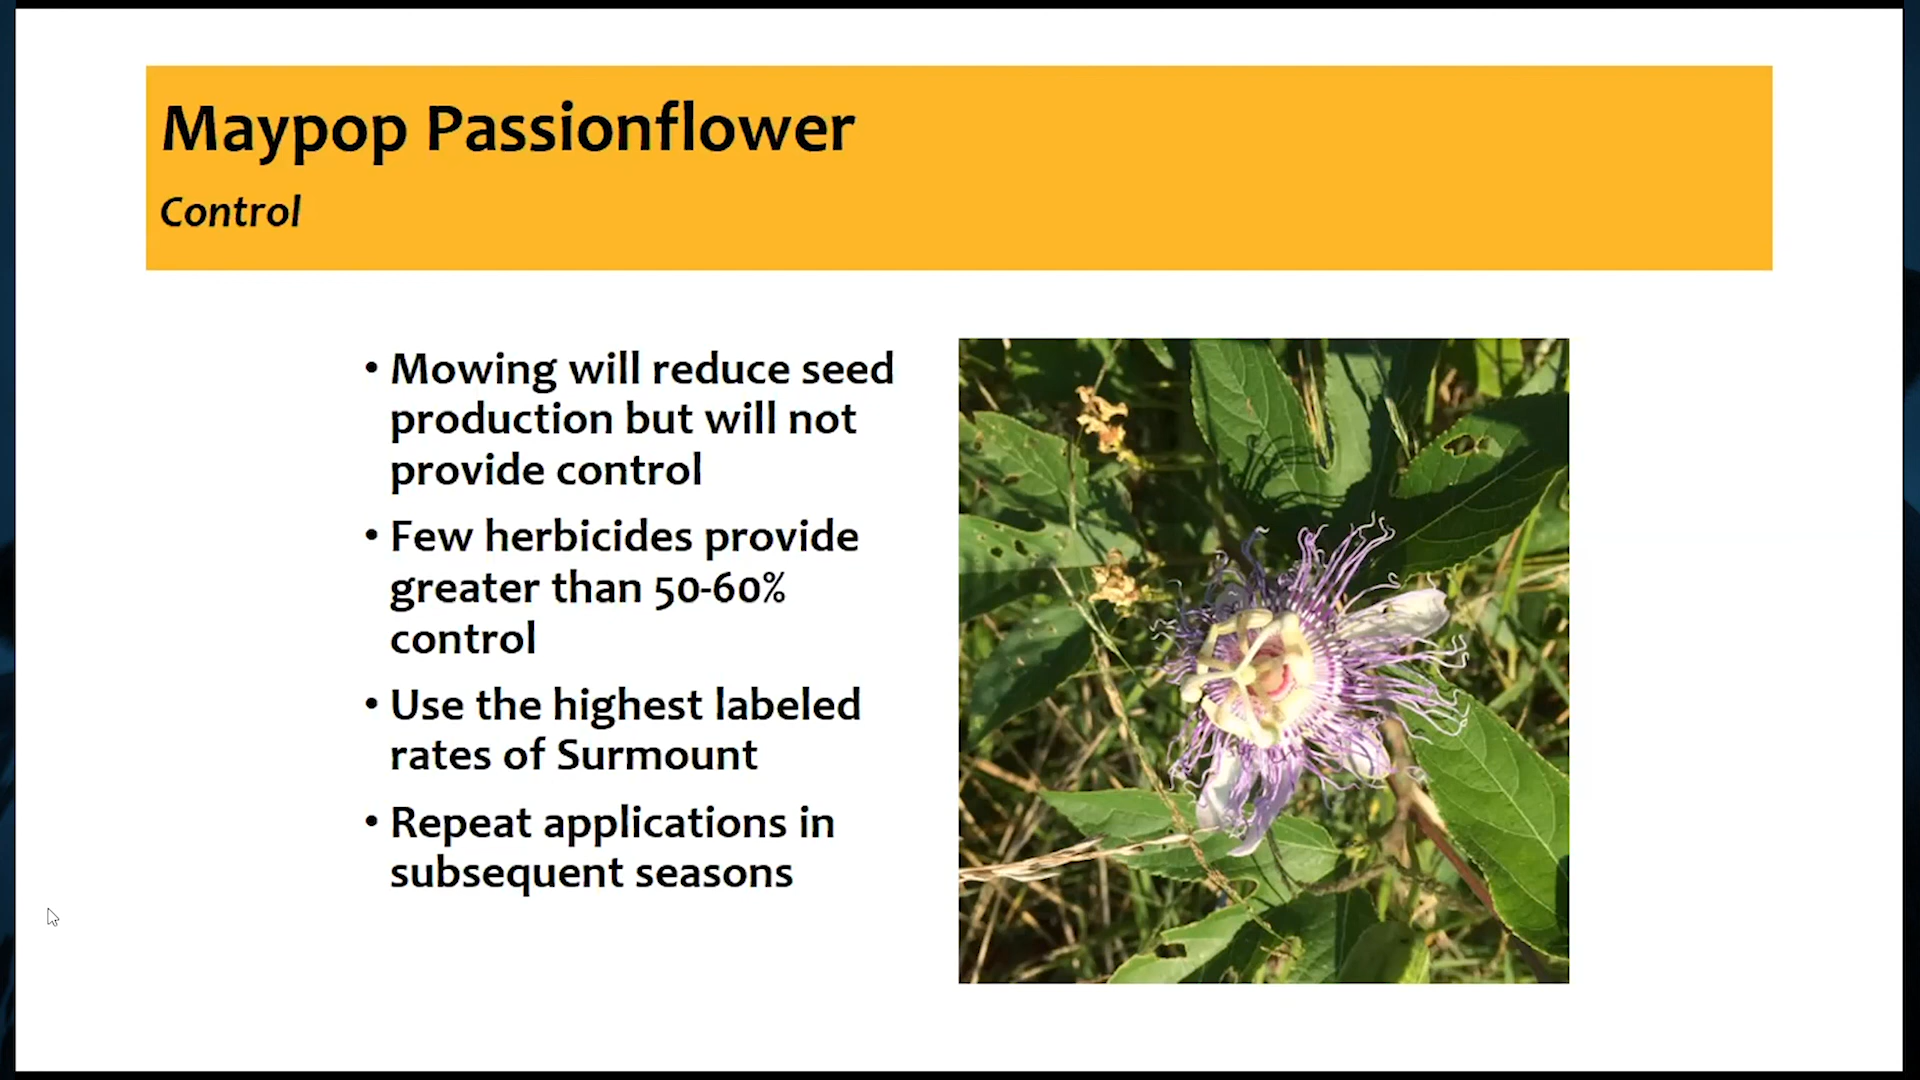 Maypop Passionflower
Control
• Mowing will reduce seed
production but will not
provide control
• Few herbicides provide
greater than 50-60%
control
• Use the highest labeled
rates of Surmount
• Repeat applications in
subsequent seasons